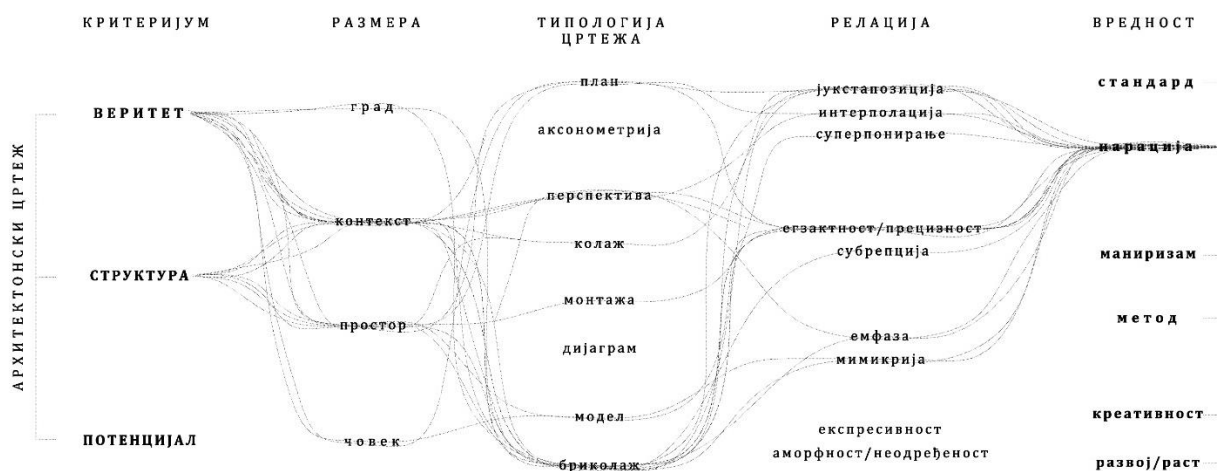 КРИТЕРИЈУМ
РАЗМЕРА
ТИПОЛОГИЈА
ЦРТЕЖА
РЕЛАЦИЈА
ВРЕДНОСТ
АРХИТЕКТОНСКИ ЦРТЕЖ
ВЕРИТЕТ
СТРУКТУРА
ПОТЕНЦИЈАЛ
град
контекст
простор
човек
план
аксонометрија
перспектива
колаж
монтажа
дијаграм
модел
бриколаж
јукстапозиција
интерполација
суперпонирање
егзактност/прецизност
субрепција
емфаза
мимикрија
експресивност
аморфност/неодређеност
стандард
нарација
маниризам
метод
креативност
развој/раст